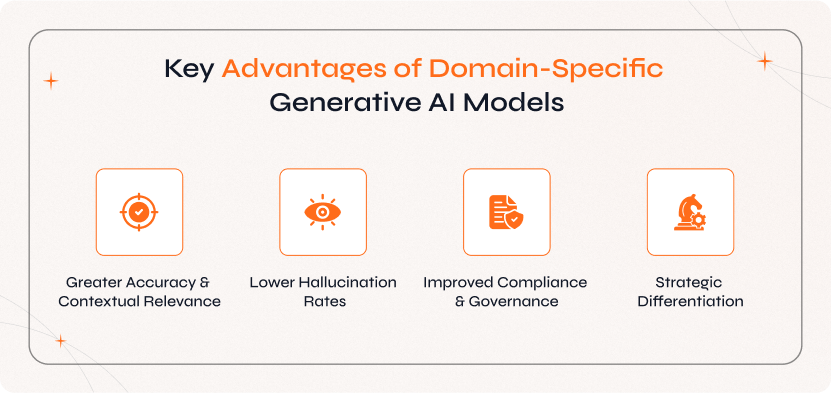 Key Advantages of Domain-Specific
Generative AI Models
Greater Accuracy &
Contextual Relevance
Lower Hallucination
Rates
Improved Compliance
& Governance
Strategic
Differentiation